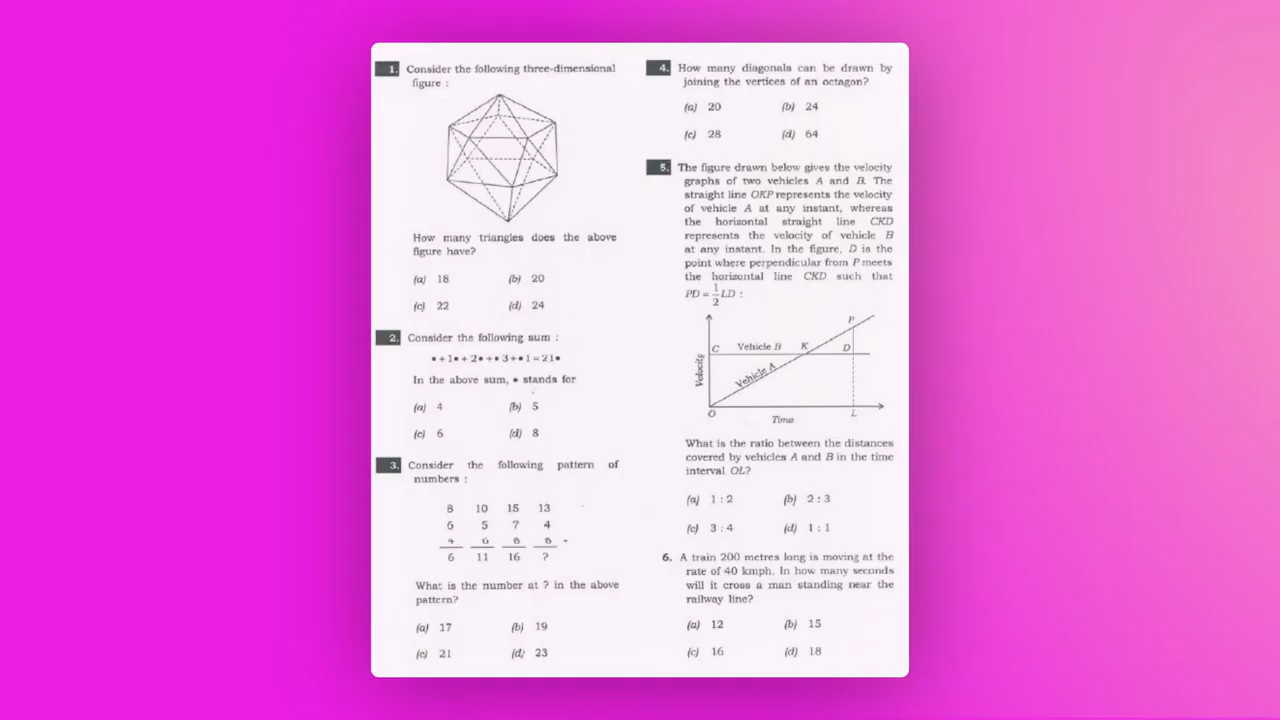 1. Consider the following three-dimensional
figure :
How many triangles does the above
figure have?
(a) 18 (b) 20
(c) 22 (d) 24
2. Consider the following sum :
• + 1• + 2• + • 3 + • 1 = 21•
In the above sum, • stands for
(a) 4 (b) 5
(c) 6 (d) 8
3. Consider the following pattern of
numbers :
8 10 15 13
6 5 7 4
6 11 16 ?
What is the number at ? in the above
pattern?
(a) 17 (b) 19
(c) 21 (d) 23
4. How many diagonals can be drawn by
joining the vertices of an octagon?
(a) 20 (b) 24
(c) 28 (d) 64
5. The figure drawn below gives the velocity
graphs of two vehicles A and B. The
straight line OKP represents the velocity
of vehicle A at any instant, whereas
the horizontal straight line CKD
represents the velocity of vehicle B
at any instant. In the figure, D is the
point where perpendicular from P meets
the horizontal line CKD such that
PD = 1/2 LD :
P
C Vehicle B K D
Velocity
Vehicle A
O L
Time
What is the ratio between the distances
covered by vehicles A and B in the time
interval OL?
(a) 1 : 2 (b) 2 : 3
(c) 3 : 4 (d) 1 : 1
6. A train 200 metres long is moving at the
rate of 40 kmph. In how many seconds
will it cross a man standing near the
railway line?
(a) 12 (b) 15
(c) 16 (d) 18